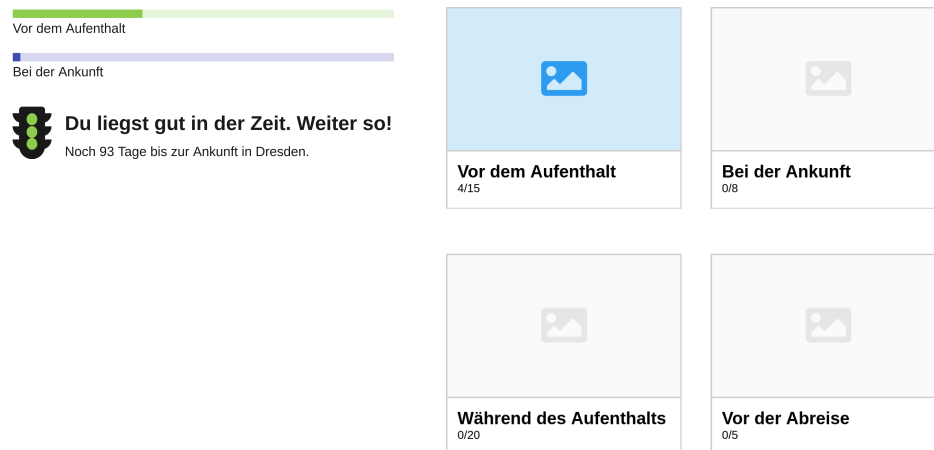 Vor dem Aufenthalt
Bei der Ankunft
Du liegst gut in der Zeit. Weiter so!
Noch 93 Tage bis zur Ankunft in Dresden.
Vor dem Aufenthalt
4/15
Bei der Ankunft
0/8
Während des Aufenthalts
0/20
Vor der Abreise
0/5